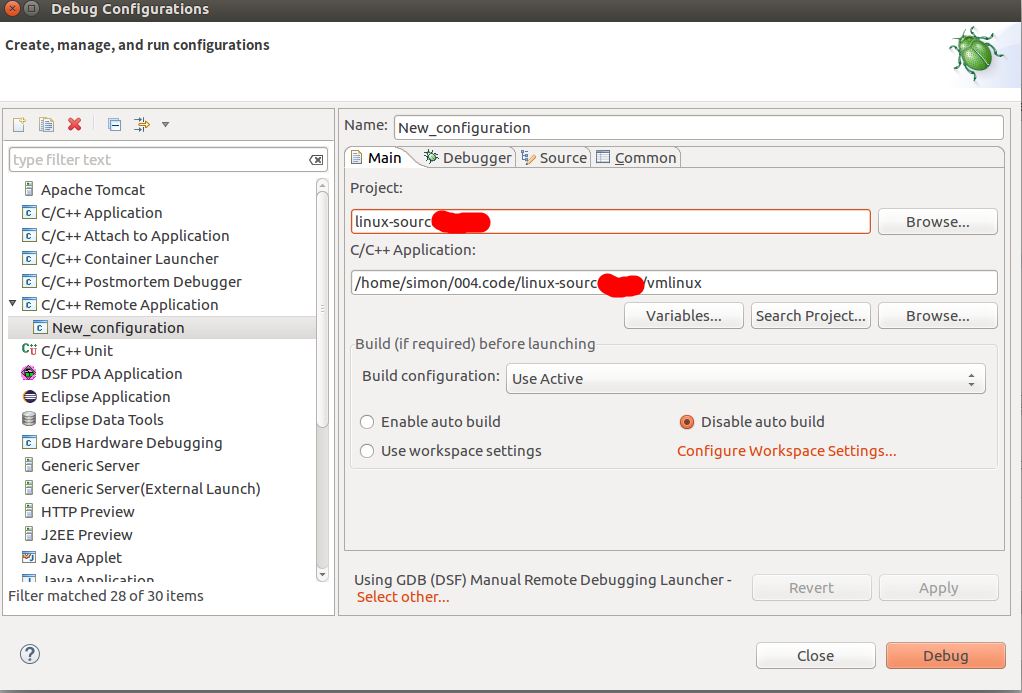 Debug Configurations
Create, manage, and run configurations
type filter text
Apache Tomcat
C/C++ Application
C/C++ Attach to Application
C/C++ Container Launcher
C/C++ Postmortem Debugger
C/C++ Remote Application
New_configuration
C/C++ Unit
DSF PDA Application
Eclipse Application
Eclipse Data Tools
GDB Hardware Debugging
Generic Server
Generic Server(External Launch)
HTTP Preview
J2EE Preview
Java Applet
Java Application
Filter matched 28 of 30 items
Name: New_configuration
Main Debugger Source Common
Project:
linux-sourc
Browse...
C/C++ Application:
/home/simon/004.code/linux-sourc /vmlinux
Variables... Search Project... Browse...
Build (if required) before launching
Build configuration: Use Active
Enable auto build Disable auto build
Use workspace settings Configure Workspace Settings...
Using GDB (DSF) Manual Remote Debugging Launcher -
Select other...
Revert Apply
Close Debug